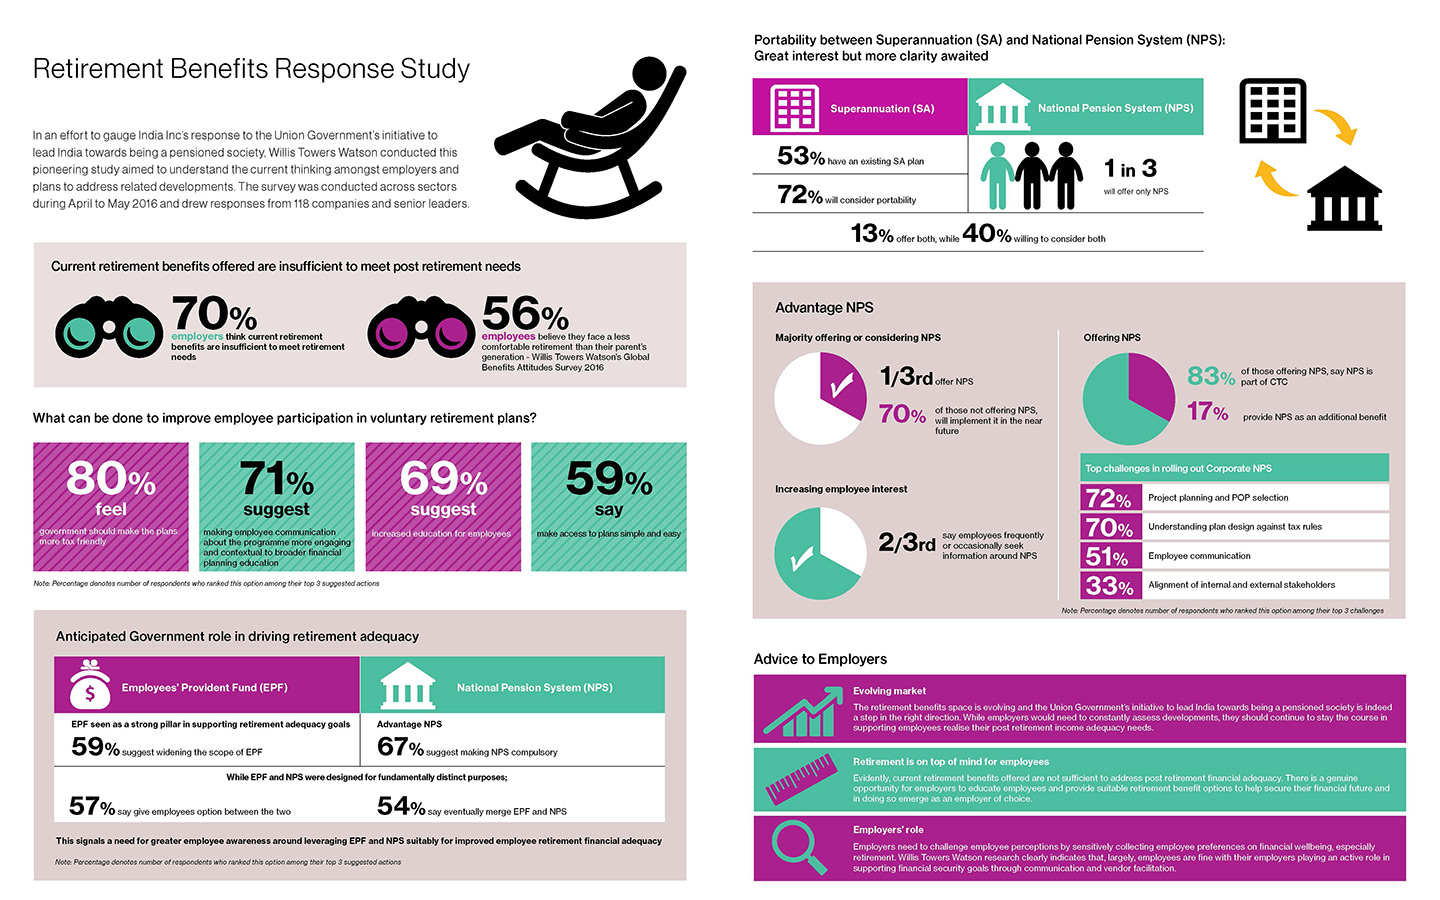 Retirement Benefits Response Study
In an effort to gauge India Inc's response to the Union Government's initiative to
lead India towards being a pensioned society, Willis Towers Watson conducted this
pioneering study aimed to understand the current thinking amongst employers and
plans to address related developments. The survey was conducted across sectors
during April to May 2016 and drew responses from 118 companies and senior leaders.
Current retirement benefits offered are insufficient to meet post retirement needs
70%
employers think current retirement
benefits are insufficient to meet retirement
needs
56%
employees believe they face a less
comfortable retirement than their parent's
generation - Willis Towers Watson's Global
Benefits Attitudes Survey 2016
What can be done to improve employee participation in voluntary retirement plans?
80%
feel
government should make the plans
more tax friendly
71%
suggest
making employee communication
about the programme more engaging
and contextual to broader financial
planning education
69%
suggest
increased education for employees
59%
say
make access to plans simple and easy
Note: Percentage denotes number of respondents who ranked this option among their top 3 suggested actions
Anticipated Government role in driving retirement adequacy
$
Employees' Provident Fund (EPF)
National Pension System (NPS)
EPF seen as a strong pillar in supporting retirement adequacy goals
59% suggest widening the scope of EPF
Advantage NPS
67% suggest making NPS compulsory
While EPF and NPS were designed for fundamentally distinct purposes;
57% say give employees option between the two
54% say eventually merge EPF and NPS
This signals a need for greater employee awareness around leveraging EPF and NPS suitably for improved employee retirement financial adequacy
Note: Percentage denotes number of respondents who ranked this option among their top 3 suggested actions
Portability between Superannuation (SA) and National Pension System (NPS):
Great interest but more clarity awaited
Superannuation (SA)
National Pension System (NPS)
53% have an existing SA plan
72% will consider portability
1 in 3
will offer only NPS
13% offer both, while 40% willing to consider both
Advantage NPS
Majority offering or considering NPS
1/3rd offer NPS
70% of those not offering NPS,
will implement it in the near
future
Increasing employee interest
2/3rd say employees frequently
or occasionally seek
information around NPS
Offering NPS
83% of those offering NPS, say NPS is
part of CTC
17% provide NPS as an additional benefit
Top challenges in rolling out Corporate NPS
72% Project planning and POP selection
70% Understanding plan design against tax rules
51% Employee communication
33% Alignment of internal and external stakeholders
Note: Percentage denotes number of respondents who ranked this option among their top 3 challenges
Advice to Employers
Evolving market
The retirement benefits space is evolving and the Union Government's initiative to lead India towards being a pensioned society is indeed
a step in the right direction. While employers would need to constantly assess developments, they should continue to stay the course in
supporting employees realise their post retirement income adequacy needs.
Retirement is on top of mind for employees
Evidently, current retirement benefits offered are not sufficient to address post retirement financial adequacy. There is a genuine
opportunity for employers to educate employees and provide suitable retirement benefit options to help secure their financial future and
in doing so emerge as an employer of choice.
Employers' role
Employers need to challenge employee perceptions by sensitively collecting employee preferences on financial wellbeing, especially
retirement. Willis Towers Watson research clearly indicates that, largely, employees are fine with their employers playing an active role in
supporting financial security goals through communication and vendor facilitation.